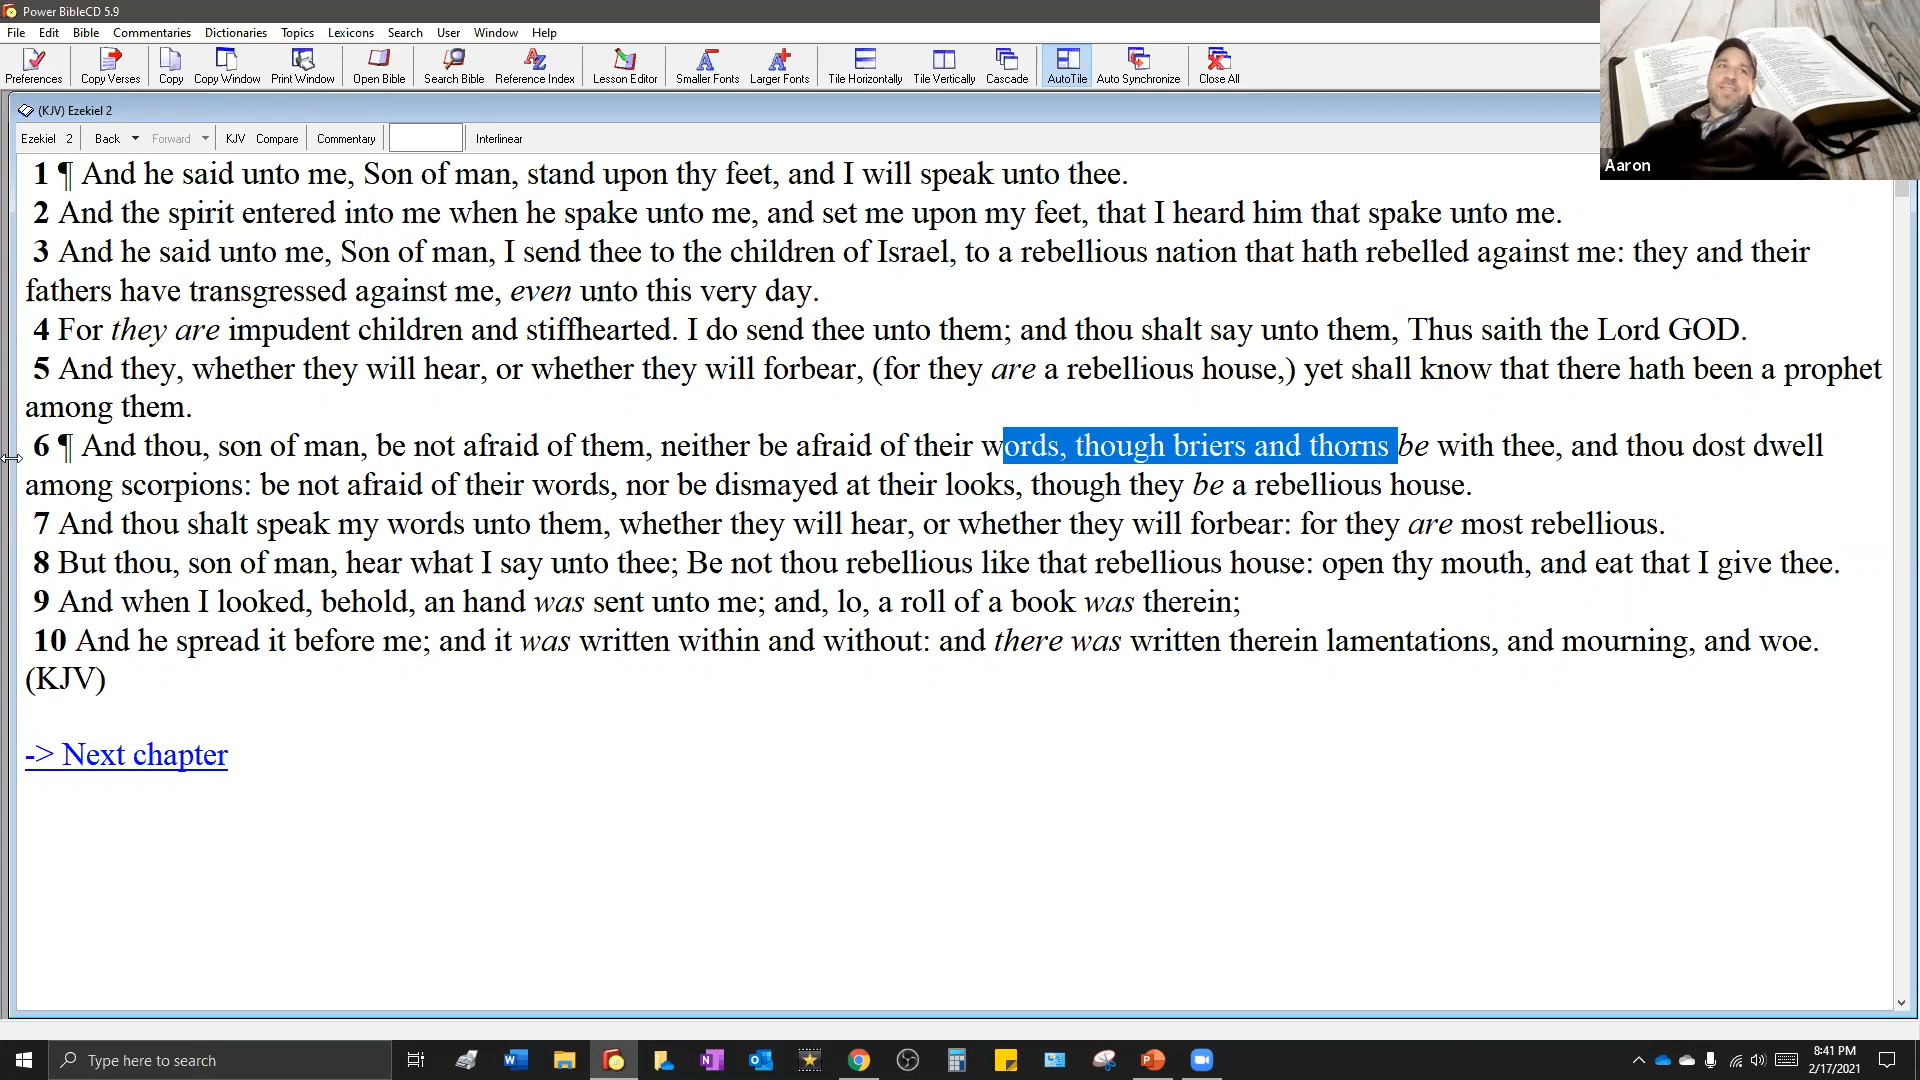 Power BibleCD 5.9
File Edit Bible Commentaries Dictionaries Topics Lexicons Search User Window Help
Preferences Copy Verses Copy Copy Window Print Window Open Bible Search Bible Reference Index Lesson Editor Smaller Fonts Larger Fonts Tile Horizontally Tile Vertically Cascade AutoTile Auto Synchronize Close All
(KJV) Ezekiel 2
Ezekiel 2 Back Forward KJV Compare Commentary Interlinear
Aaron
1 ¶ And he said unto me, Son of man, stand upon thy feet, and I will speak unto thee.
2 And the spirit entered into me when he spake unto me, and set me upon my feet, that I heard him that spake unto me.
3 And he said unto me, Son of man, I send thee to the children of Israel, to a rebellious nation that hath rebelled against me: they and their
fathers have transgressed against me, even unto this very day.
4 For they are impudent children and stiffhearted. I do send thee unto them; and thou shalt say unto them, Thus saith the Lord GOD.
5 And they, whether they will hear, or whether they will forbear, (for they are a rebellious house,) yet shall know that there hath been a prophet
among them.
6 ¶ And thou, son of man, be not afraid of them, neither be afraid of their words, though briers and thorns be with thee, and thou dost dwell
among scorpions: be not afraid of their words, nor be dismayed at their looks, though they be a rebellious house.
7 And thou shalt speak my words unto them, whether they will hear, or whether they will forbear: for they are most rebellious.
8 But thou, son of man, hear what I say unto thee; Be not thou rebellious like that rebellious house: open thy mouth, and eat that I give thee.
9 And when I looked, behold, an hand was sent unto me; and, lo, a roll of a book was therein;
10 And he spread it before me; and it was written within and without: and there was written therein lamentations, and mourning, and woe.
(KJV)
-> Next chapter
Type here to search
8:41 PM
2/17/2021